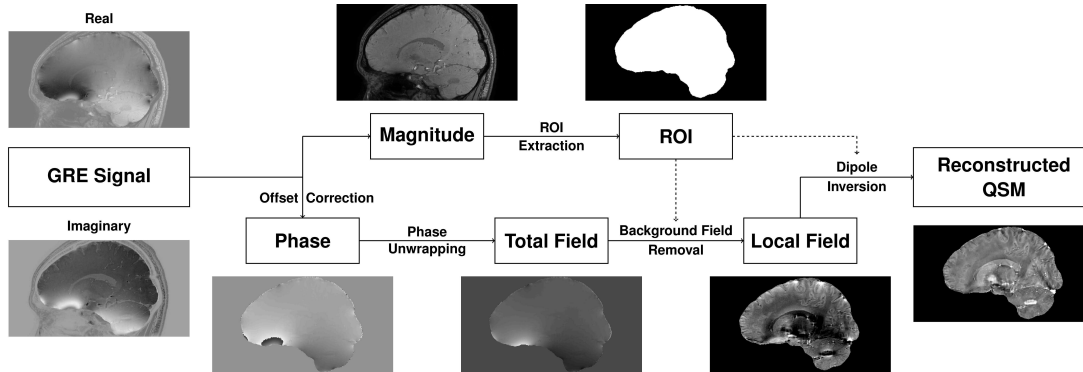 Real
GRE Signal
Imaginary
Magnitude
ROI
Extraction
ROI
Offset Correction
Phase
Phase
Unwrapping
Total Field
Background Field
Removal
Local Field
Dipole
Inversion
Reconstructed
QSM